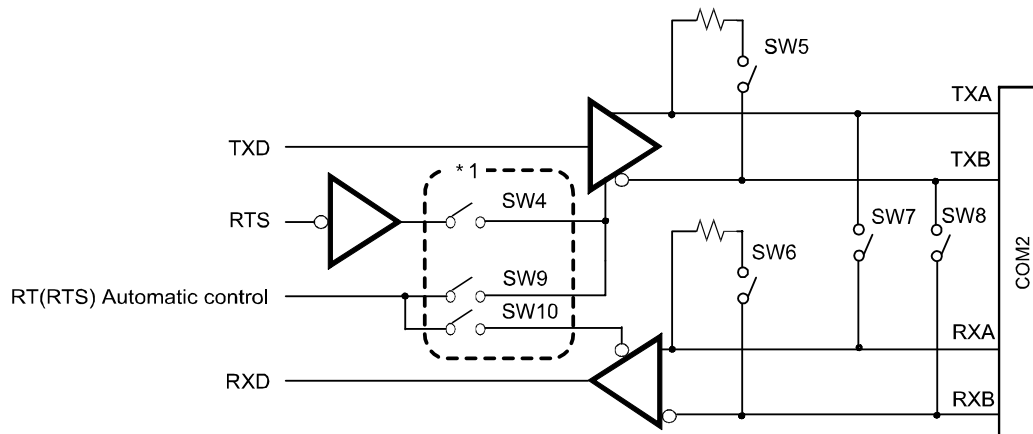 SW5
TXA
TXD
* 1
TXB
SW4
RTS
SW7
SW8
SW6
COM2
SW9
RT(RTS) Automatic control
SW10
RXA
RXD
RXB